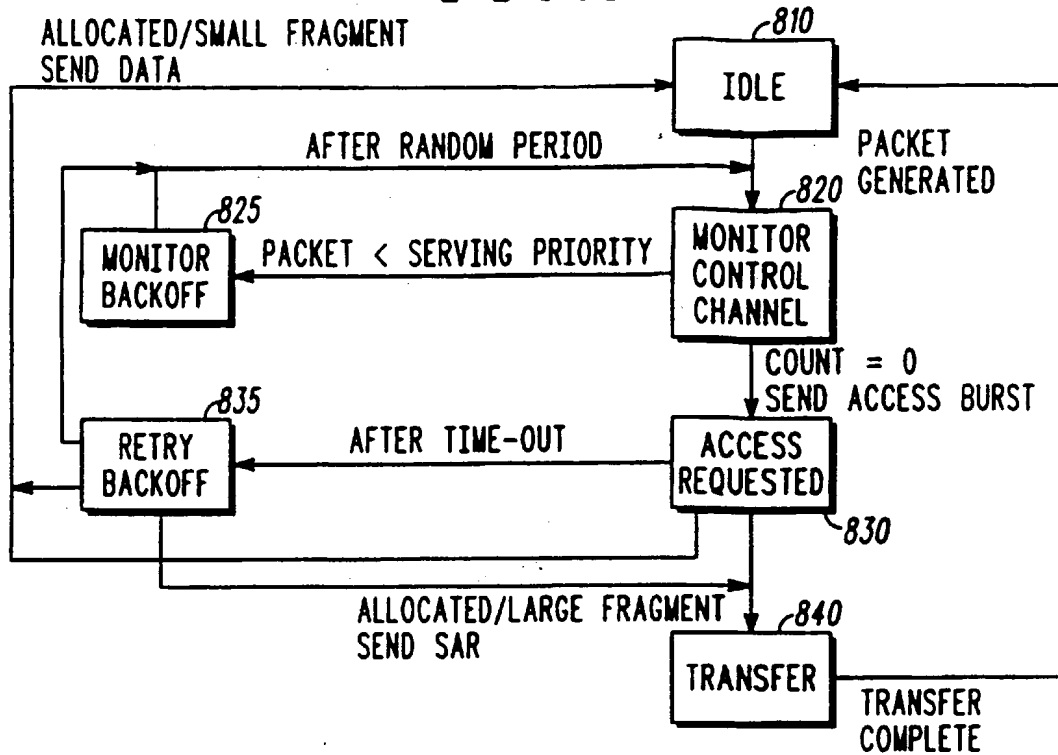 ALLOCATED/SMALL FRAGMENT
SEND DATA
810
IDLE
AFTER RANDOM PERIOD
PACKET
GENERATED
825
820
MONITOR
BACKOFF
PACKET < SERVING PRIORITY
MONITOR
CONTROL
CHANNEL
COUNT = 0
SEND ACCESS BURST
835
RETRY
BACKOFF
AFTER TIME-OUT
ACCESS
REQUESTED
830
ALLOCATED/LARGE FRAGMENT
SEND SAR
840
TRANSFER
TRANSFER
COMPLETE